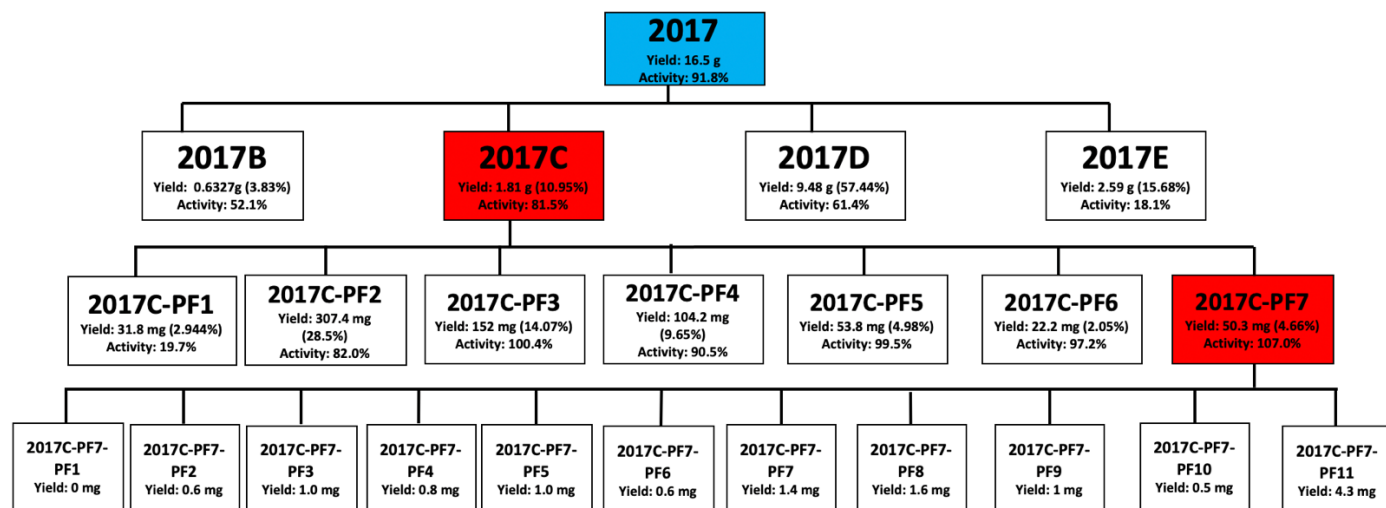 2017
Yield: 16.5 g
Activity: 91.8%
2017B
Yield: 0.6327g (3.83%)
Activity: 52.1%
2017C
Yield: 1.81 g (10.95%)
Activity: 81.5%
2017D
Yield: 9.48 g (57.44%)
Activity: 61.4%
2017E
Yield: 2.59 g (15.68%)
Activity: 18.1%
2017C-PF1
Yield: 31.8 mg (2.944%)
Activity: 19.7%
2017C-PF2
Yield: 307.4 mg
(28.5%)
Activity: 82.0%
2017C-PF3
Yield: 152 mg (14.07%)
Activity: 100.4%
2017C-PF4
Yield: 104.2 mg
(9.65%)
Activity: 90.5%
2017C-PF5
Yield: 53.8 mg (4.98%)
Activity: 99.5%
2017C-PF6
Yield: 22.2 mg (2.05%)
Activity: 97.2%
2017C-PF7
Yield: 50.3 mg (4.66%)
Activity: 107.0%
2017C-PF7-
PF1
Yield: 0 mg
2017C-PF7-
PF2
Yield: 0.6 mg
2017C-PF7-
PF3
Yield: 1.0 mg
2017C-PF7-
PF4
Yield: 0.8 mg
2017C-PF7-
PF5
Yield: 1.0 mg
2017C-PF7-
PF6
Yield: 0.6 mg
2017C-PF7-
PF7
Yield: 1.4 mg
2017C-PF7-
PF8
Yield: 1.6 mg
2017C-PF7-
PF9
Yield: 1 mg
2017C-PF7-
PF10
Yield: 0.5 mg
2017C-PF7-
PF11
Yield: 4.3 mg